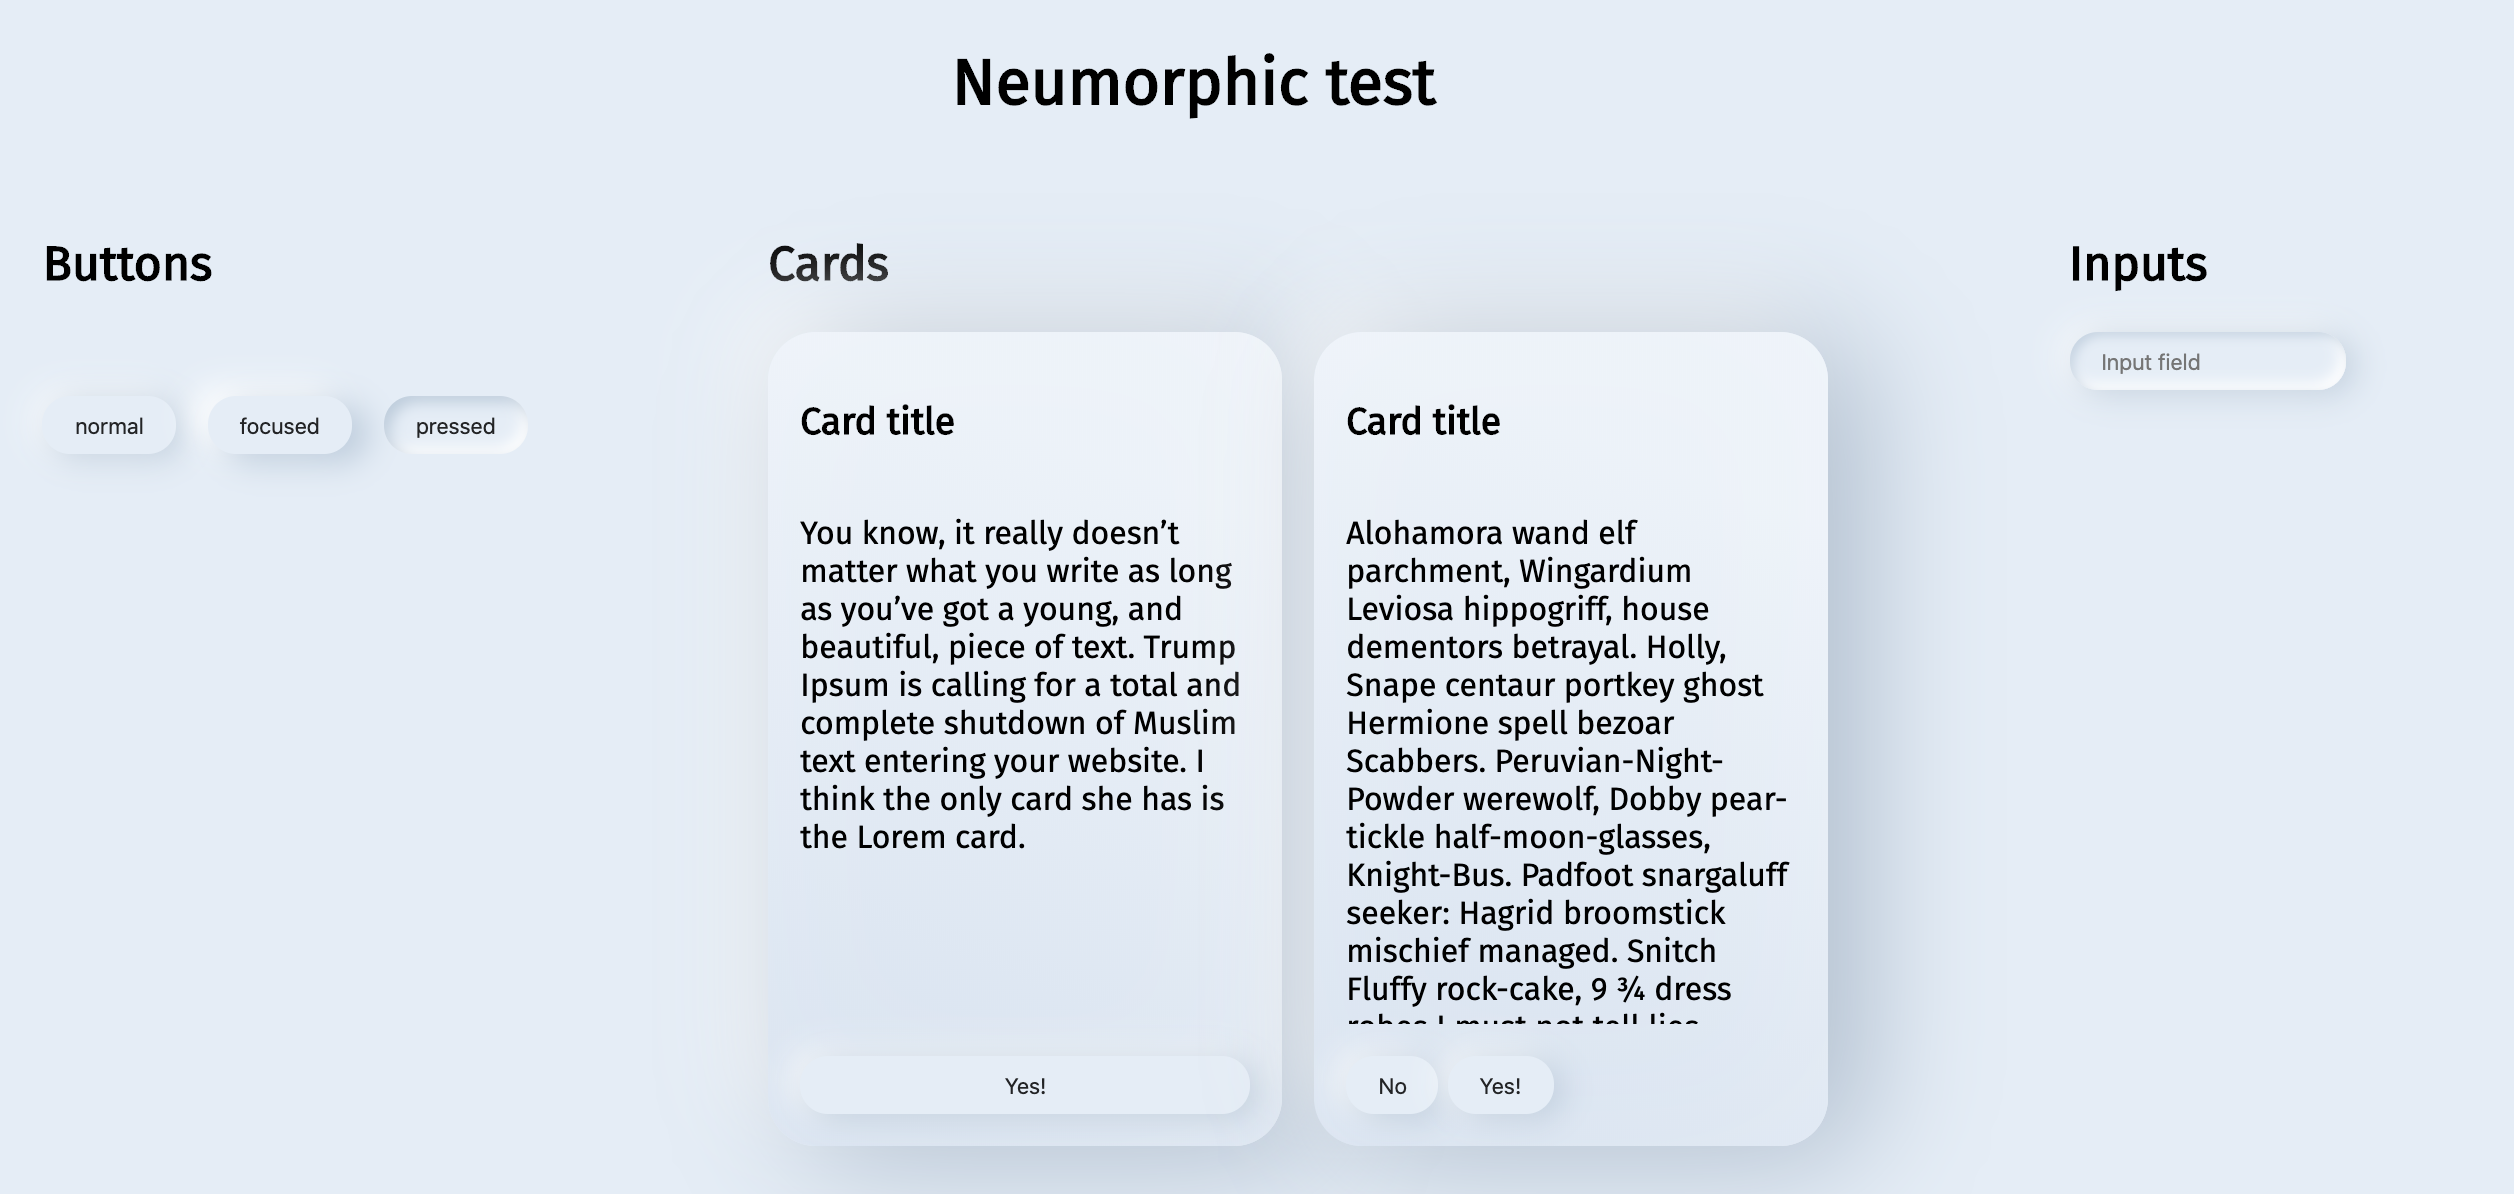 Neumorphic test
Buttons
normal
focused
pressed
Cards
Card title
You know, it really doesn’t
matter what you write as long
as you’ve got a young, and
beautiful, piece of text. Trump
Ipsum is calling for a total and
complete shutdown of Muslim
text entering your website. I
think the only card she has is
the Lorem card.
Yes!
Card title
Alohamora wand elf
parchment, Wingardium
Leviosa hippogriff, house
dementors betrayal. Holly,
Snape centaur portkey ghost
Hermione spell bezoar
Scabbers. Peruvian-Night-
Powder werewolf, Dobby pear-
tickle half-moon-glasses,
Knight-Bus. Padfoot snargaluff
seeker: Hagrid broomstick
mischief managed. Snitch
Fluffy rock-cake, 9 ¾ dress
robes I must not tell lies
No
Yes!
Inputs
Input field